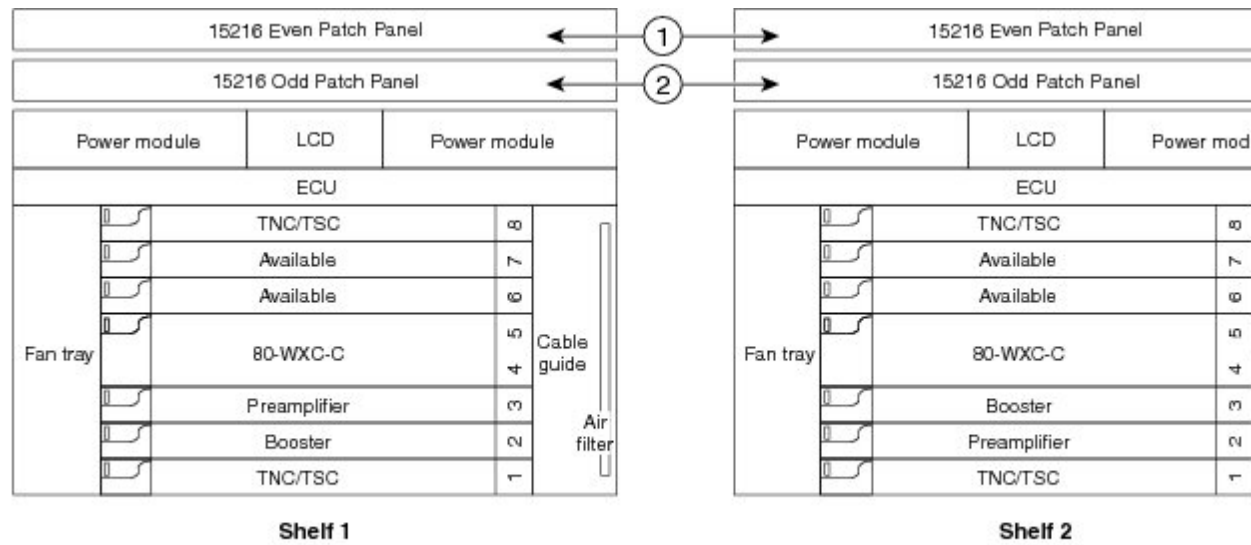 15216 Even Patch Panel 1 15216 Even Patch Panel
15216 Odd Patch Panel 2 15216 Odd Patch Panel
Power module LCD Power module
ECU
TNC/TSC 8
Available 7
Available 6
Fan tray
80-WXC-C 5 4
Preamplifier 3
Booster 2
TNC/TSC 1
Cable guide
Air filter
Shelf 1
Power module LCD Power mod
ECU
TNC/TSC 8
Available 7
Available 6
Fan tray
80-WXC-C 5 4
Booster 3
Preamplifier 2
TNC/TSC 1
Shelf 2